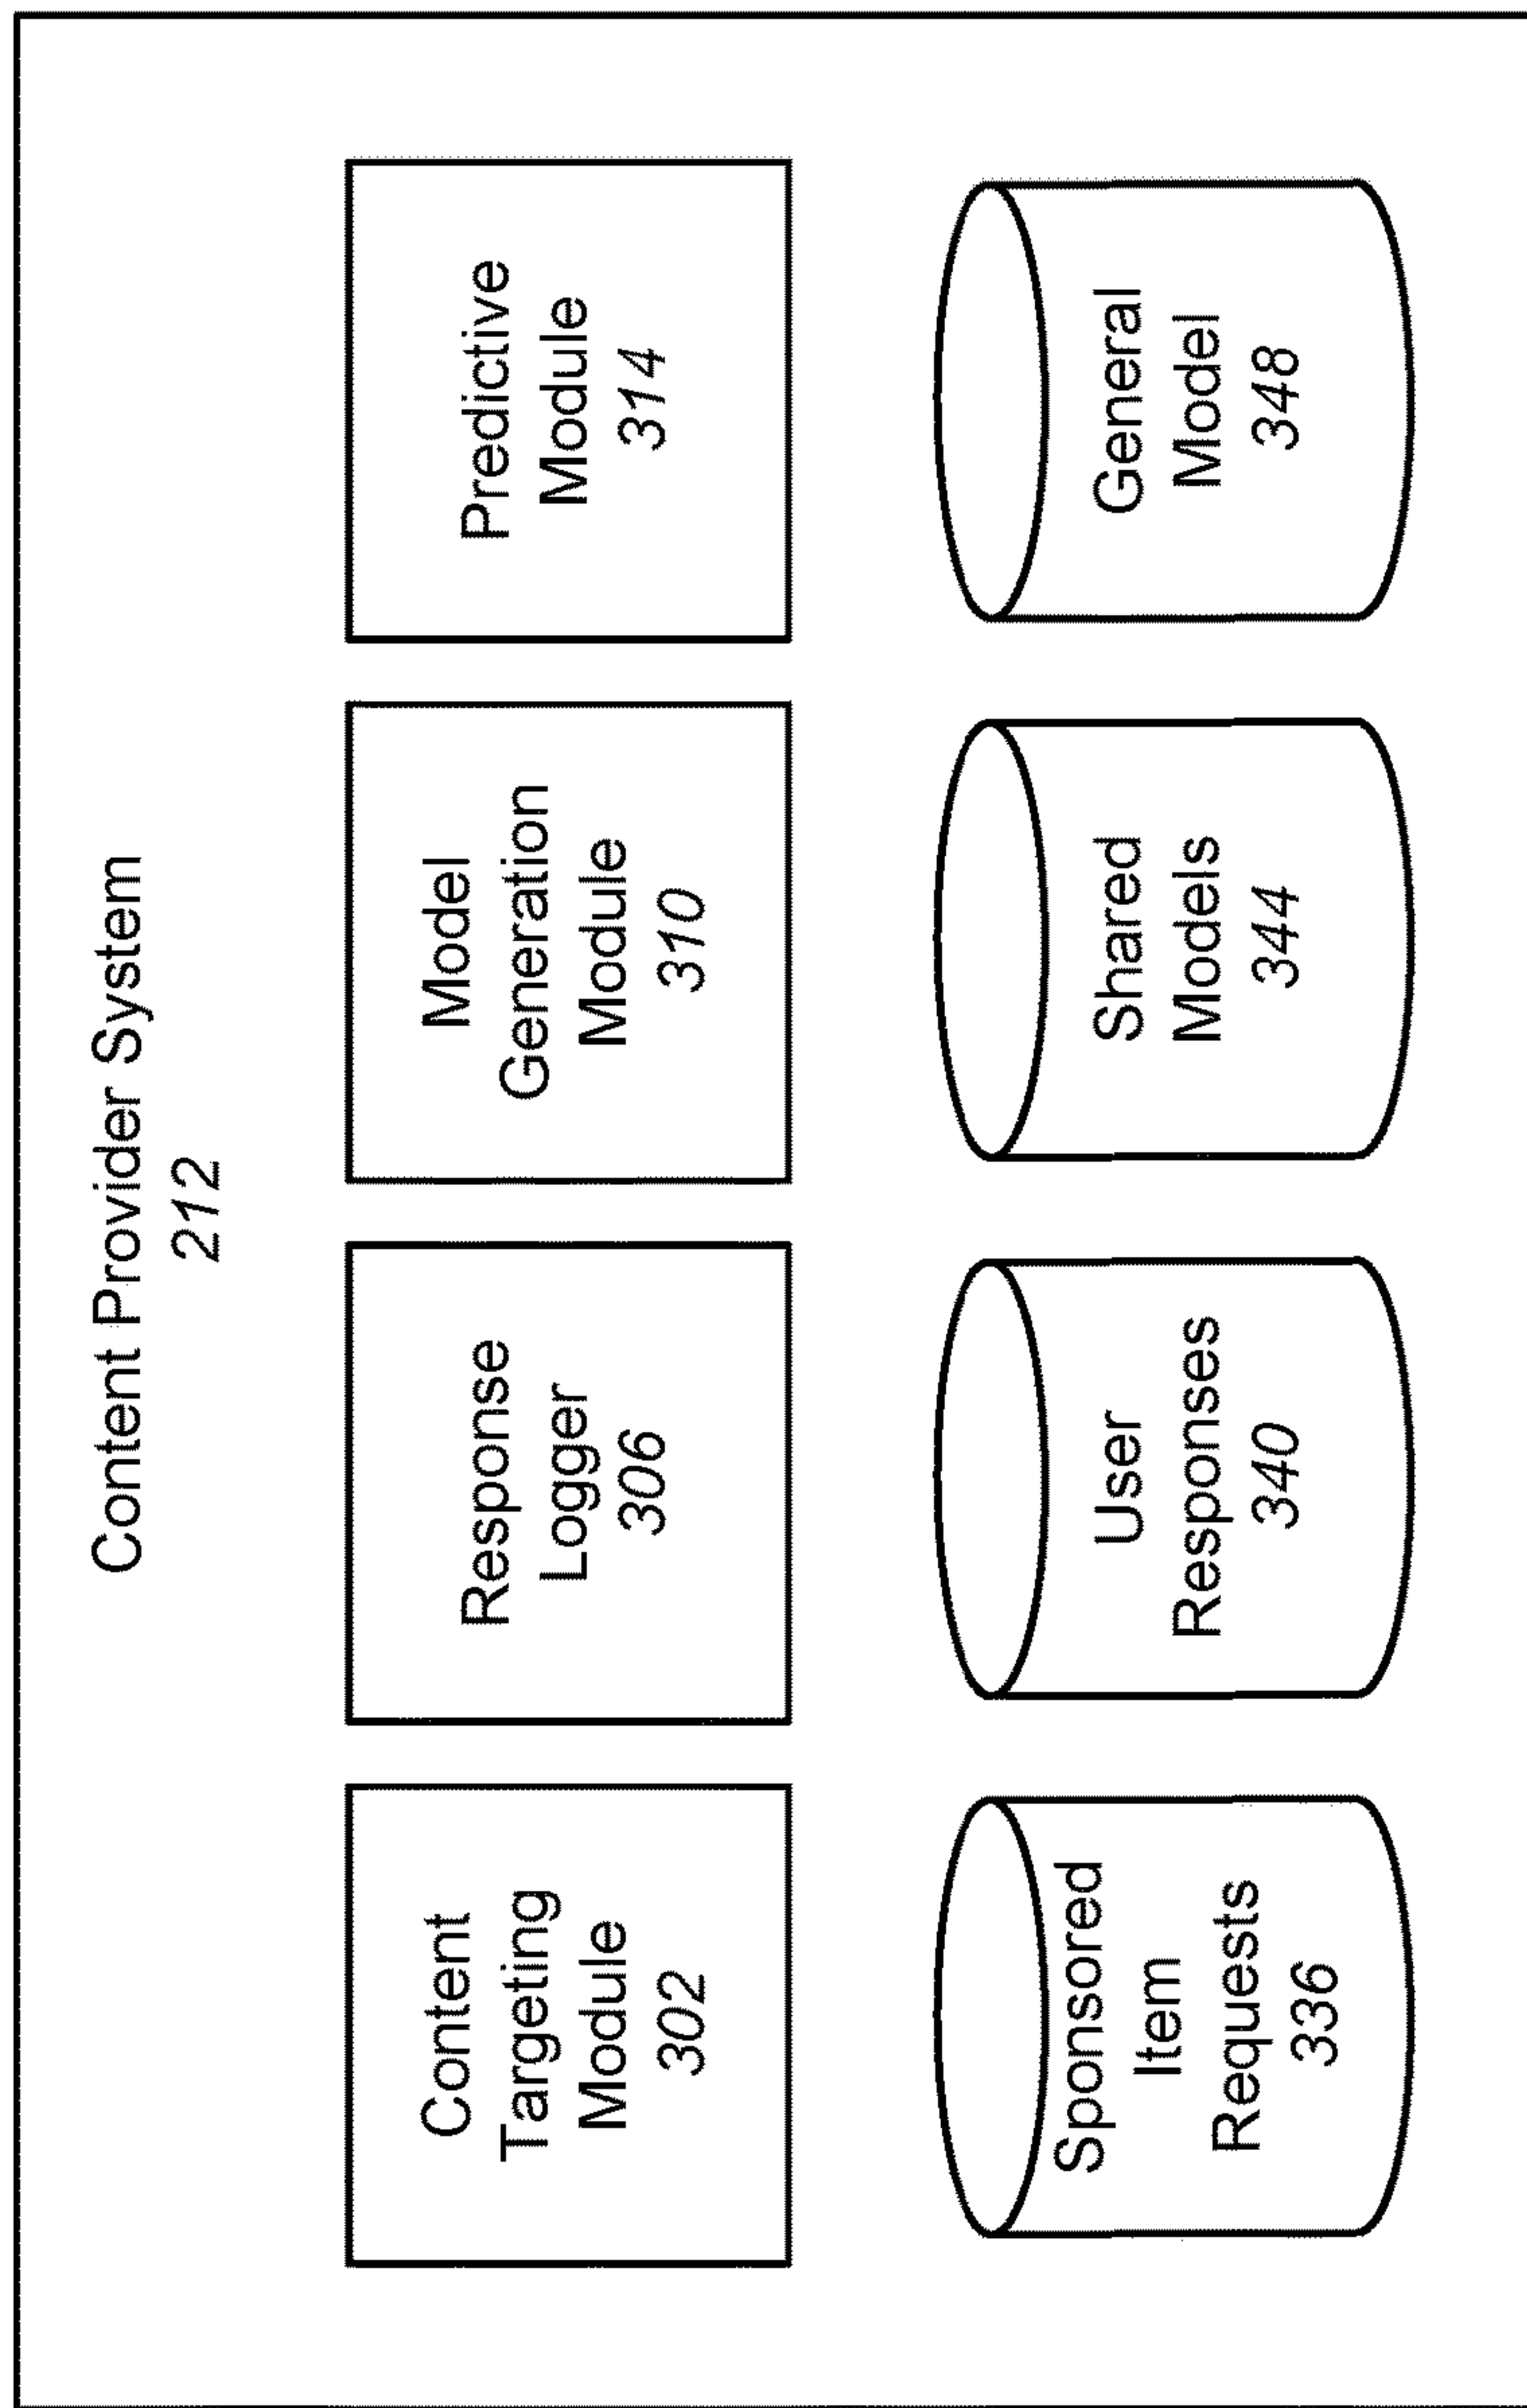 Content Provider System
212
Content
Targeting
Module
302
Response
Logger
306
Model
Generation
Module
310
Predictive
Module
314
Sponsored
Item
Requests
336
User
Responses
340
Shared
Models
344
General
Model
348